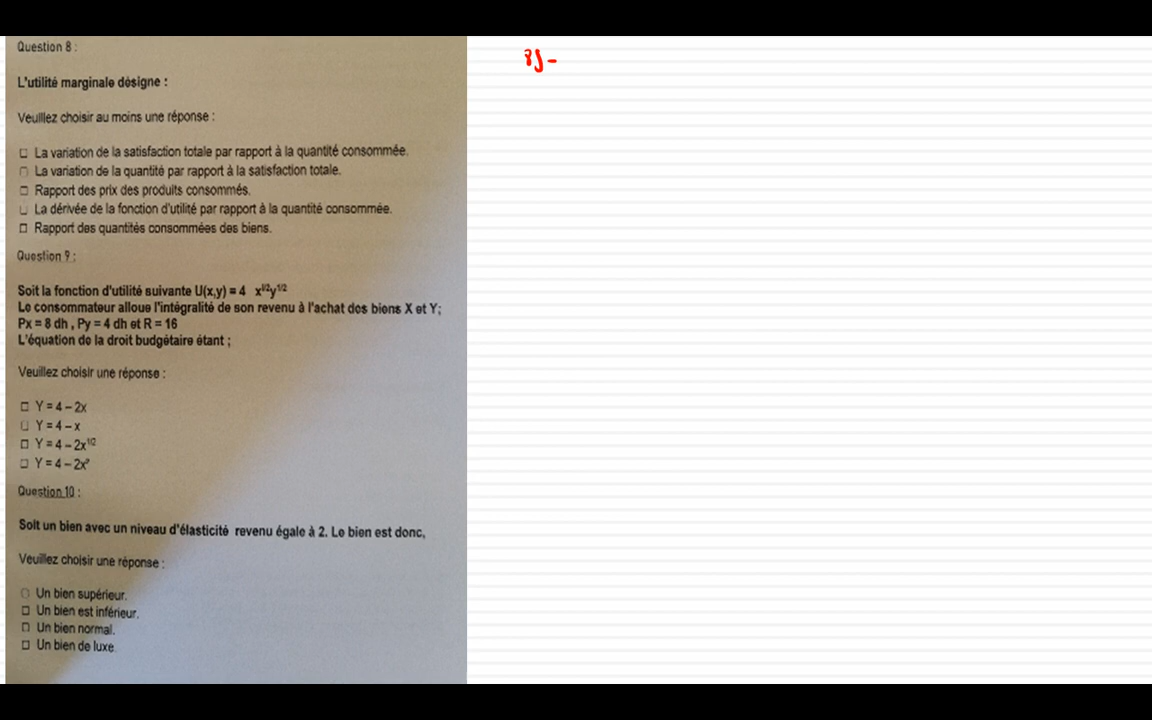 Question 8 :
L'utilité marginale désigne :
Veuillez choisir au moins une réponse :
□ La variation de la satisfaction totale par rapport à la quantité consommée.
□ La variation de la quantité par rapport à la satisfaction totale.
□ Rapport des prix des produits consommés.
□ La dérivée de la fonction d'utilité par rapport à la quantité consommée.
□ Rapport des quantités consommées des biens.
Question 9 :
Soit la fonction d'utilité suivante U(x,y) = 4 x¹/²y¹/²
Le consommateur alloue l'intégralité de son revenu à l'achat des biens X et Y;
Px = 8 dh , Py = 4 dh et R = 16
L'équation de la droit budgétaire étant ;
Veuillez choisir une réponse :
□ Y = 4 – 2x
□ Y = 4 – x
□ Y = 4 – 2x¹/²
□ Y = 4 – 2x²
Question 10 :
Soit un bien avec un niveau d'élasticité revenu égale à 2. Le bien est donc,
Veuillez choisir une réponse :
□ Un bien supérieur.
□ Un bien est inférieur.
□ Un bien normal.
□ Un bien de luxe.
8) -